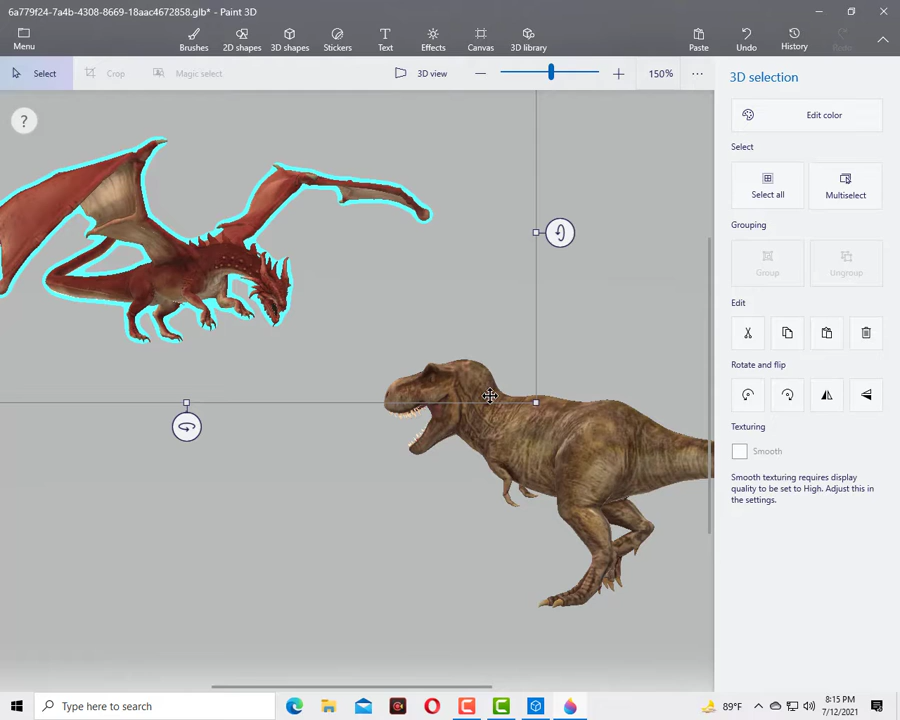 6a779f24-7a4b-4308-8669-18aac4672858.glb* - Paint 3D
Menu
Brushes
2D shapes
3D shapes
Stickers
Text
Effects
Canvas
3D library
Paste
Undo
History
Redo
Select
Crop
Magic select
3D view
150%
?
3D selection
Edit color
Select
Select all
Multiselect
Grouping
Group
Ungroup
Edit
Rotate and flip
Texturing
Smooth
Smooth texturing requires display
quality to be set to High. Adjust this in
the settings.
Type here to search
89°F
8:15 PM
7/12/2021